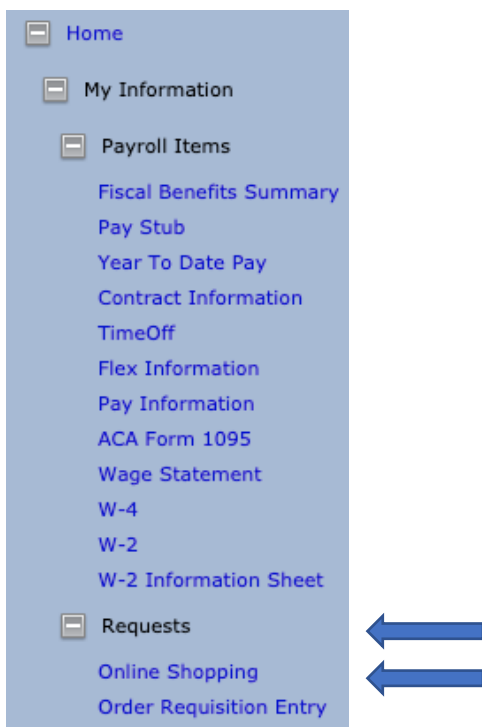 Home
My Information
Payroll Items
Fiscal Benefits Summary
Pay Stub
Year To Date Pay
Contract Information
TimeOff
Flex Information
Pay Information
ACA Form 1095
Wage Statement
W-4
W-2
W-2 Information Sheet
Requests
Online Shopping
Order Requisition Entry